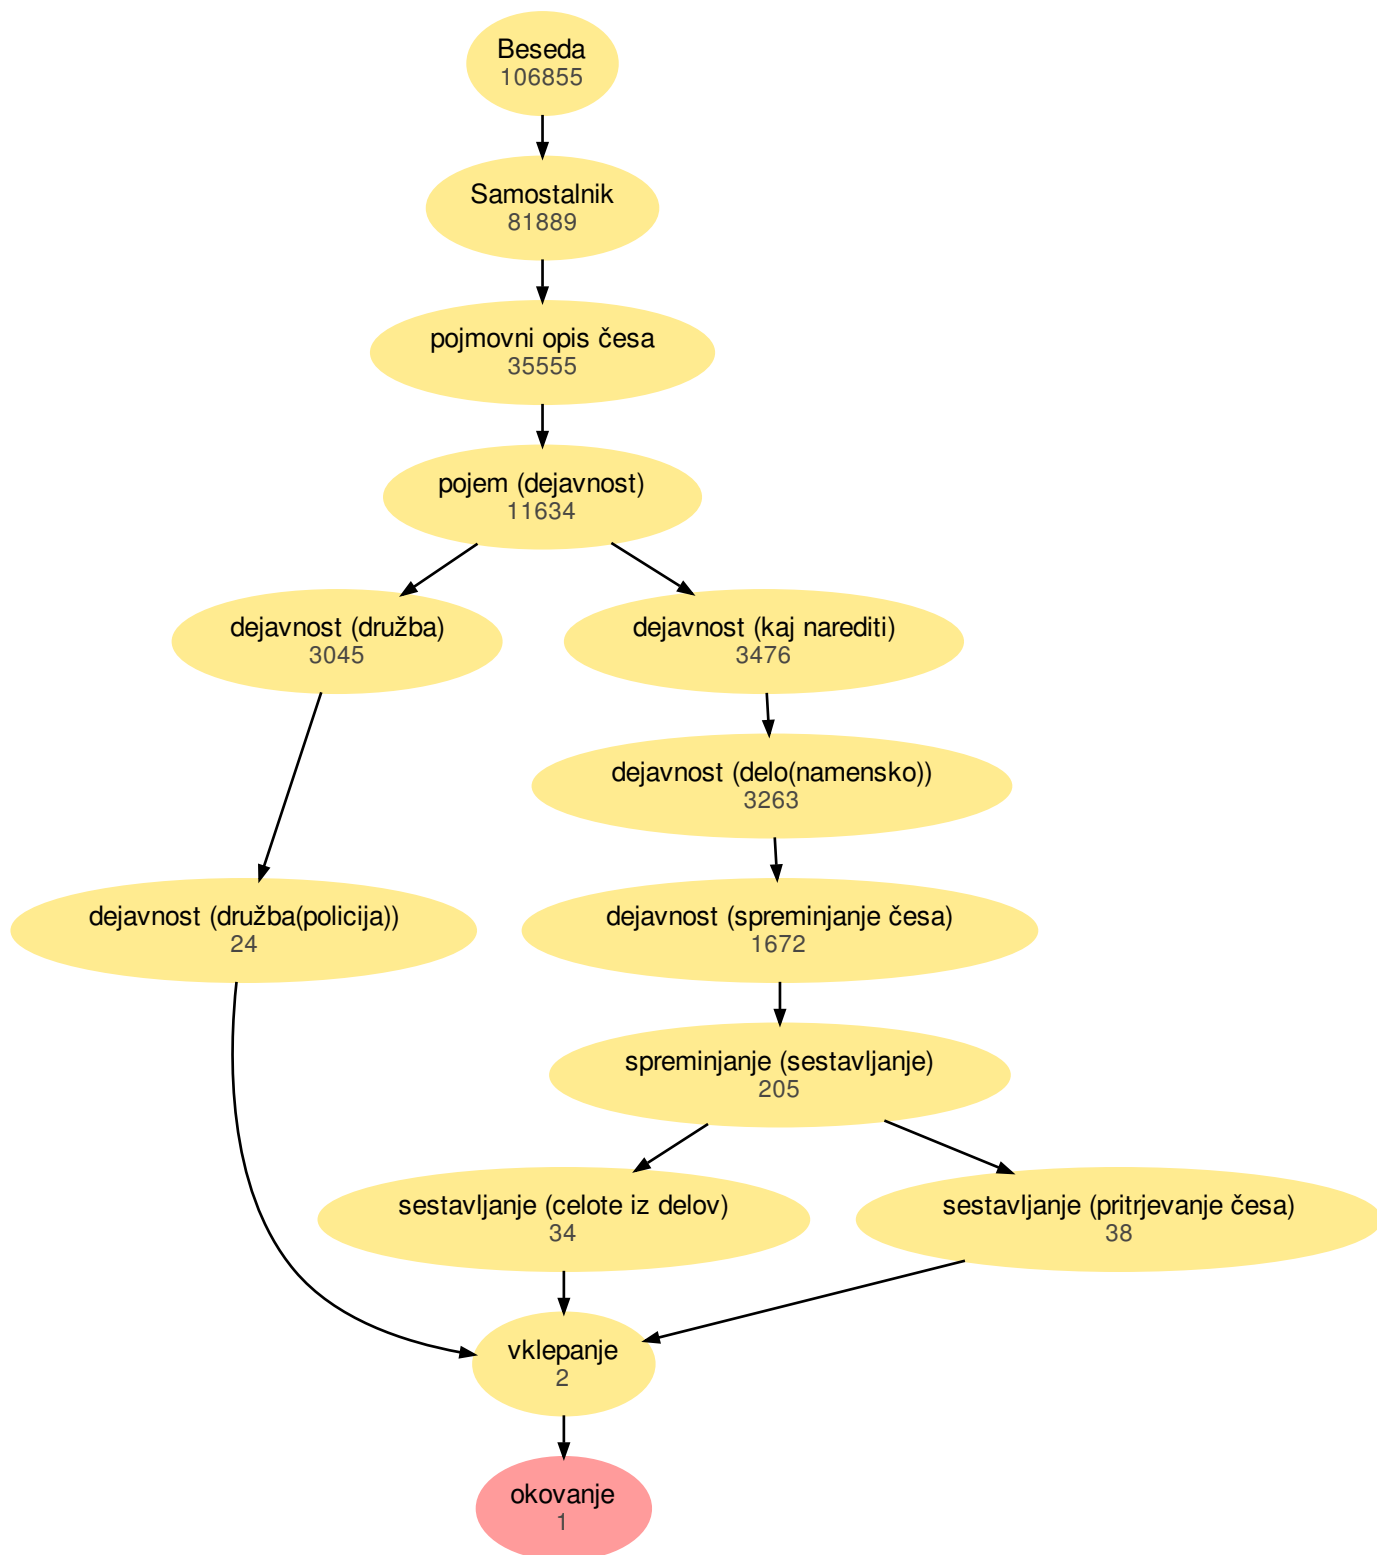 Beseda
106855
Samostalnik
81889
pojmovni opis česa
35555
pojem (dejavnost)
11634
dejavnost (družba)
3045
dejavnost (kaj narediti)
3476
dejavnost (delo(namensko))
3263
dejavnost (družba(policija))
24
dejavnost (spreminjanje česa)
1672
spreminjanje (sestavljanje)
205
sestavljanje (celote iz delov)
34
sestavljanje (pritrjevanje česa)
38
vklepanje
2
okovanje
1